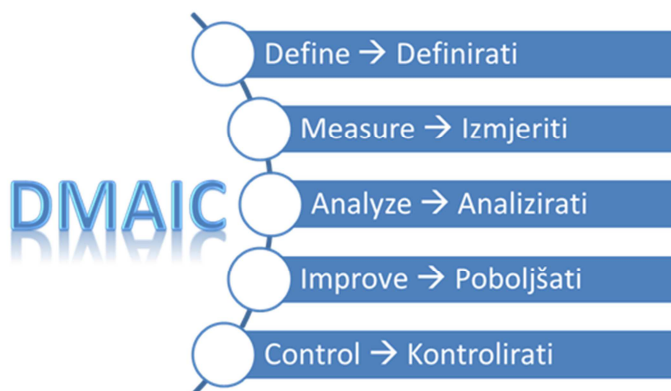 DMAIC
Define → Definirati
Measure → Izmjeriti
Analyze → Analizirati
Improve → Poboljšati
Control → Kontrolirati